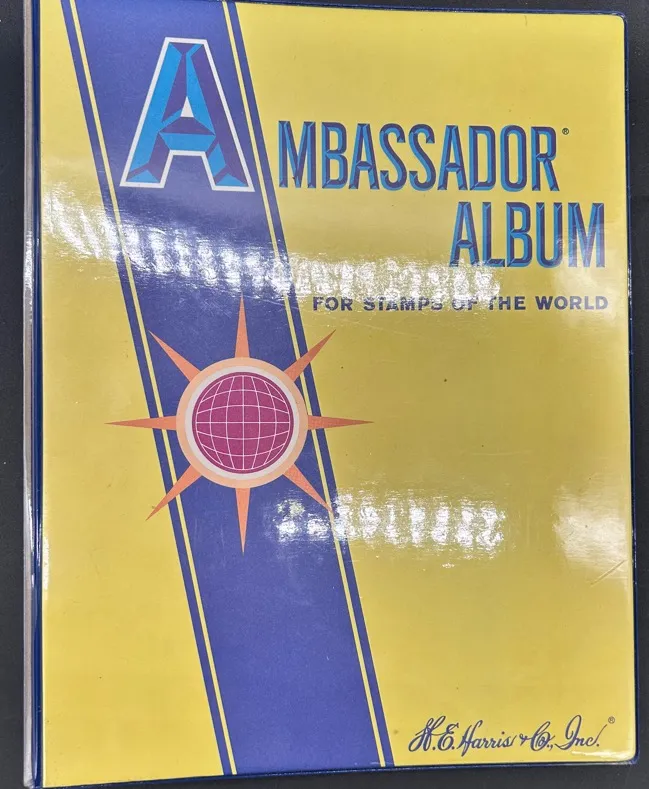 AMBASSADOR®
ALBUM
FOR STAMPS OF THE WORLD
H.E. Harris & Co., Inc.®